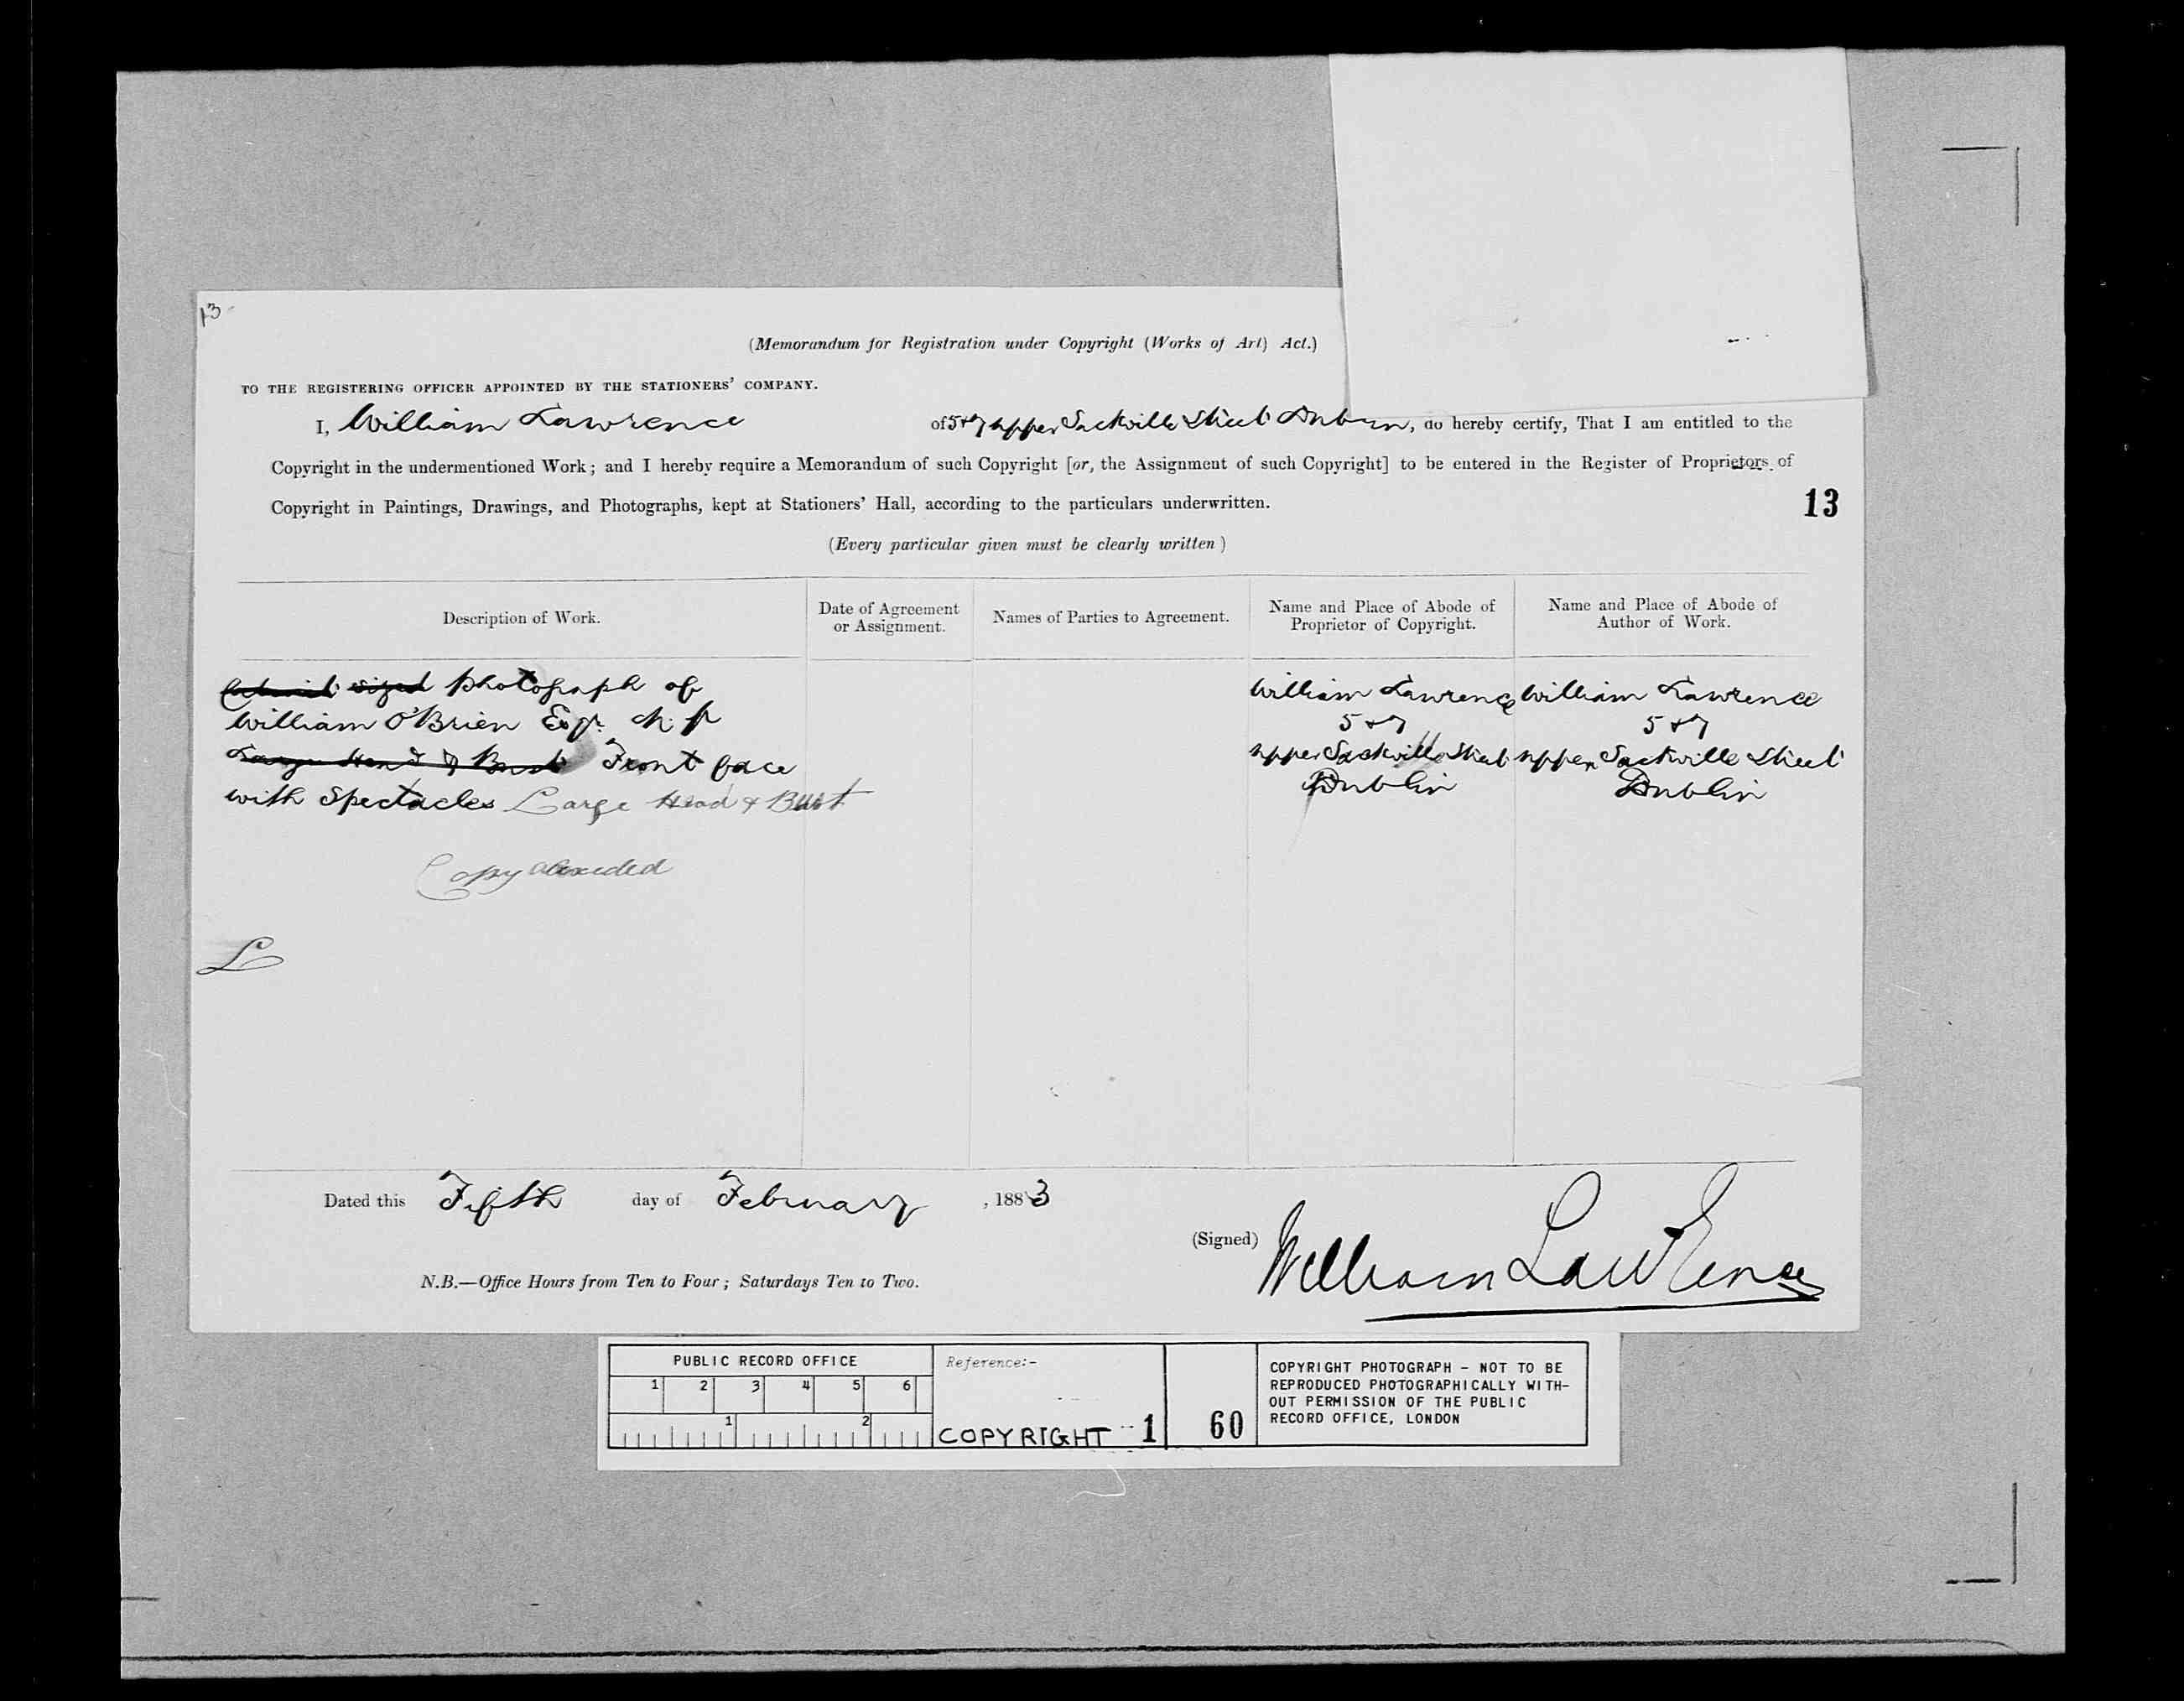 13
(Memorandum for Registration under Copyright (Works of Art) Act.)
TO THE REGISTERING OFFICER APPOINTED BY THE STATIONERS' COMPANY.
I, William Lawrence of 5 & 7 upper Sackville Street Dublin, do hereby certify, That I am entitled to the
Copyright in the undermentioned Work; and I hereby require a Memorandum of such Copyright [or, the Assignment of such Copyright] to be entered in the Register of Proprietors of
Copyright in Paintings, Drawings, and Photographs, kept at Stationers' Hall, according to the particulars underwritten.
13
(Every particular given must be clearly written)
Description of Work.
Date of Agreement
or Assignment.
Names of Parties to Agreement.
Name and Place of Abode of
Proprietor of Copyright.
Name and Place of Abode of
Author of Work.
Cabinet sized photograph of
William O'Brien Esqr. M.P
Large Head & Bust Front face
with Spectacles Large Head & Bust
Copy annexed
L
William Lawrence
5 & 7
upper Sackville Street
Dublin
William Lawrence
5 & 7
upper Sackville Street
Dublin
Dated this Fifth day of February, 1883
(Signed) William Lawrence
N.B.—Office Hours from Ten to Four; Saturdays Ten to Two.
PUBLIC RECORD OFFICE
1 2 3 4 5 6
1 2
Reference:-
COPYRIGHT 1
60
COPYRIGHT PHOTOGRAPH - NOT TO BE
REPRODUCED PHOTOGRAPHICALLY WITH-
OUT PERMISSION OF THE PUBLIC
RECORD OFFICE, LONDON